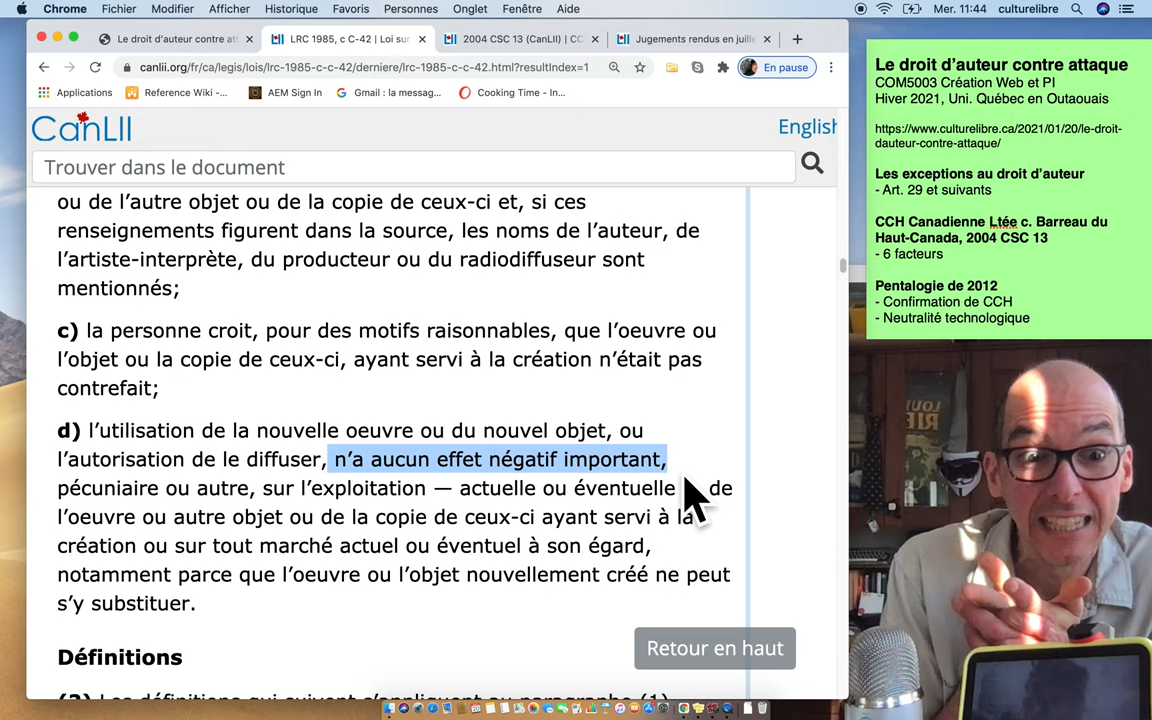 Chrome Fichier Modifier Afficher Historique Favoris Personnes Onglet Fenêtre Aide
Mer. 11:44 culturelibre
Le droit d'auteur contre att
LRC 1985, c C-42 | Loi sur
2004 CSC 13 (CanLII) | CC
Jugements rendus en juille
canlii.org/fr/ca/legis/lois/lrc-1985-c-c-42/derniere/lrc-1985-c-c-42.html?resultIndex=1
En pause
Applications
Reference Wiki -...
AEM Sign In
Gmail : la messag...
Cooking Time - In...
CanLII
English
Trouver dans le document
ou de l'autre objet ou de la copie de ceux-ci et, si ces
renseignements figurent dans la source, les noms de l'auteur, de
l'artiste-interprète, du producteur ou du radiodiffuseur sont
mentionnés;
c) la personne croit, pour des motifs raisonnables, que l'oeuvre ou
l'objet ou la copie de ceux-ci, ayant servi à la création n'était pas
contrefait;
d) l'utilisation de la nouvelle oeuvre ou du nouvel objet, ou
l'autorisation de le diffuser, n'a aucun effet négatif important,
pécuniaire ou autre, sur l'exploitation — actuelle ou éventuelle de
l'oeuvre ou autre objet ou de la copie de ceux-ci ayant servi à la
création ou sur tout marché actuel ou éventuel à son égard,
notamment parce que l'oeuvre ou l'objet nouvellement créé ne peut
s'y substituer.
Retour en haut
Définitions
(2) Les définitions qui suivent s'appliquent au paragraphe (1).
Le droit d'auteur contre attaque
COM5003 Création Web et PI
Hiver 2021, Uni. Québec en Outaouais
https://www.culturelibre.ca/2021/01/20/le-droit-
dauteur-contre-attaque/
Les exceptions au droit d'auteur
- Art. 29 et suivants
CCH Canadienne Ltée c. Barreau du
Haut-Canada, 2004 CSC 13
- 6 facteurs
Pentalogie de 2012
- Confirmation de CCH
- Neutralité technologique